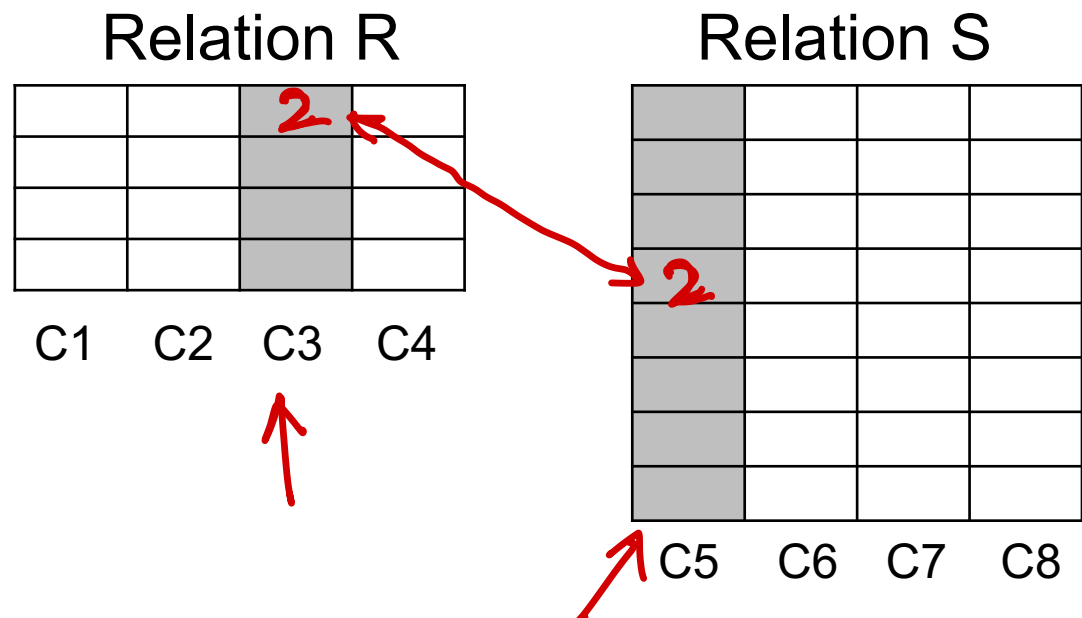 Relation R
Relation S
2
2
C1 C2 C3 C4
C5 C6 C7 C8